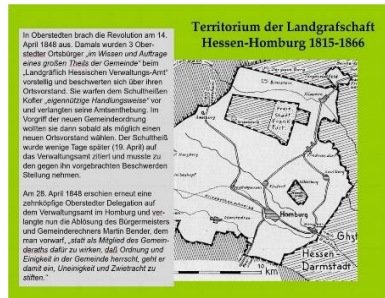 Territorium der Landgrafschaft
Hessen-Homburg 1815-1866
In Oberstedten brach die Revolution am 14.
April 1848 aus. Damals wurden 3 Ober-
stedter Ortsbürger „im Wissen und Auftrage
eines großen Theils der Gemeinde“ beim
„Landgräflich Hessischen Verwaltungs-Amt“
vorstellig und beschwerten sich über ihren
Ortsvorstand. Sie warfen dem Schultheißen
Kofler „eigennützige Handlungsweise“ vor
und verlangten seine Amtsenthebung. Im
Vorgriff der neuen Gemeindeordnung
wollten sie dann sobald als möglich einen
neuen Ortsvorstand wählen. Der Schultheiß
wurde wenige Tage später (19. April) auf
das Verwaltungsamt zitiert und musste zu
den gegen ihn vorgebrachten Beschwerden
Stellung nehmen.
Am 28. April 1848 erschien erneut eine
zehnköpfige Oberstedter Delegation auf
dem Verwaltungsamt im Homburg und ver-
langte nun die Ablösung des Bürgermeisters
und Gemeinderechners Martin Bender, dem
man vorwarf, „statt als Mitglied des Gemein-
deraths dafür zu wirken, daß Ordnung und
Einigkeit in der Gemeinde herrscht, geht er
damit ein, Uneinigkeit und Zwietracht zu
stiften.“
Homburg
Hessen-
Darmstadt
10 km